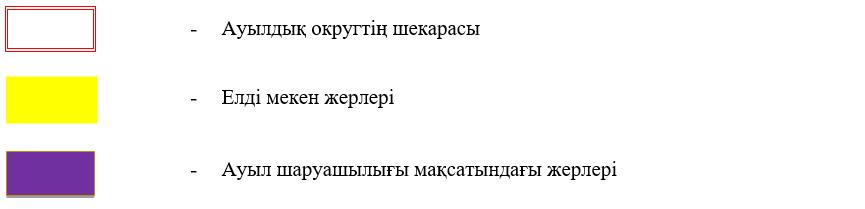 - Ауылдық округтің шекарасы
- Елді мекен жерлері
- Ауыл шаруашылығы мақсатындағы жерлері